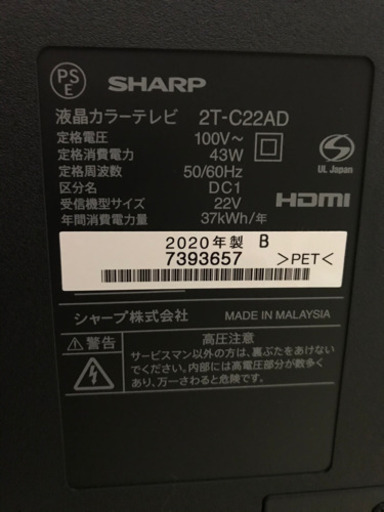 PS
E
SHARP
液晶カラーテレビ 2T-C22AD
定格電圧 100V～
定格消費電力 43W
定格周波数 50/60Hz
区分名 DC1
受信機型サイズ 22V
年間消費電力量 37kWh/年
S
UL Japan
HDMI
2020年製 B
7393657
>PET<
シャープ株式会社 MADE IN MALAYSIA
警告
高圧注意
サービスマン以外の方は、裏ぶたをあけない
でください。内部には高電圧部分が数多く
あり、万一さわると危険です。